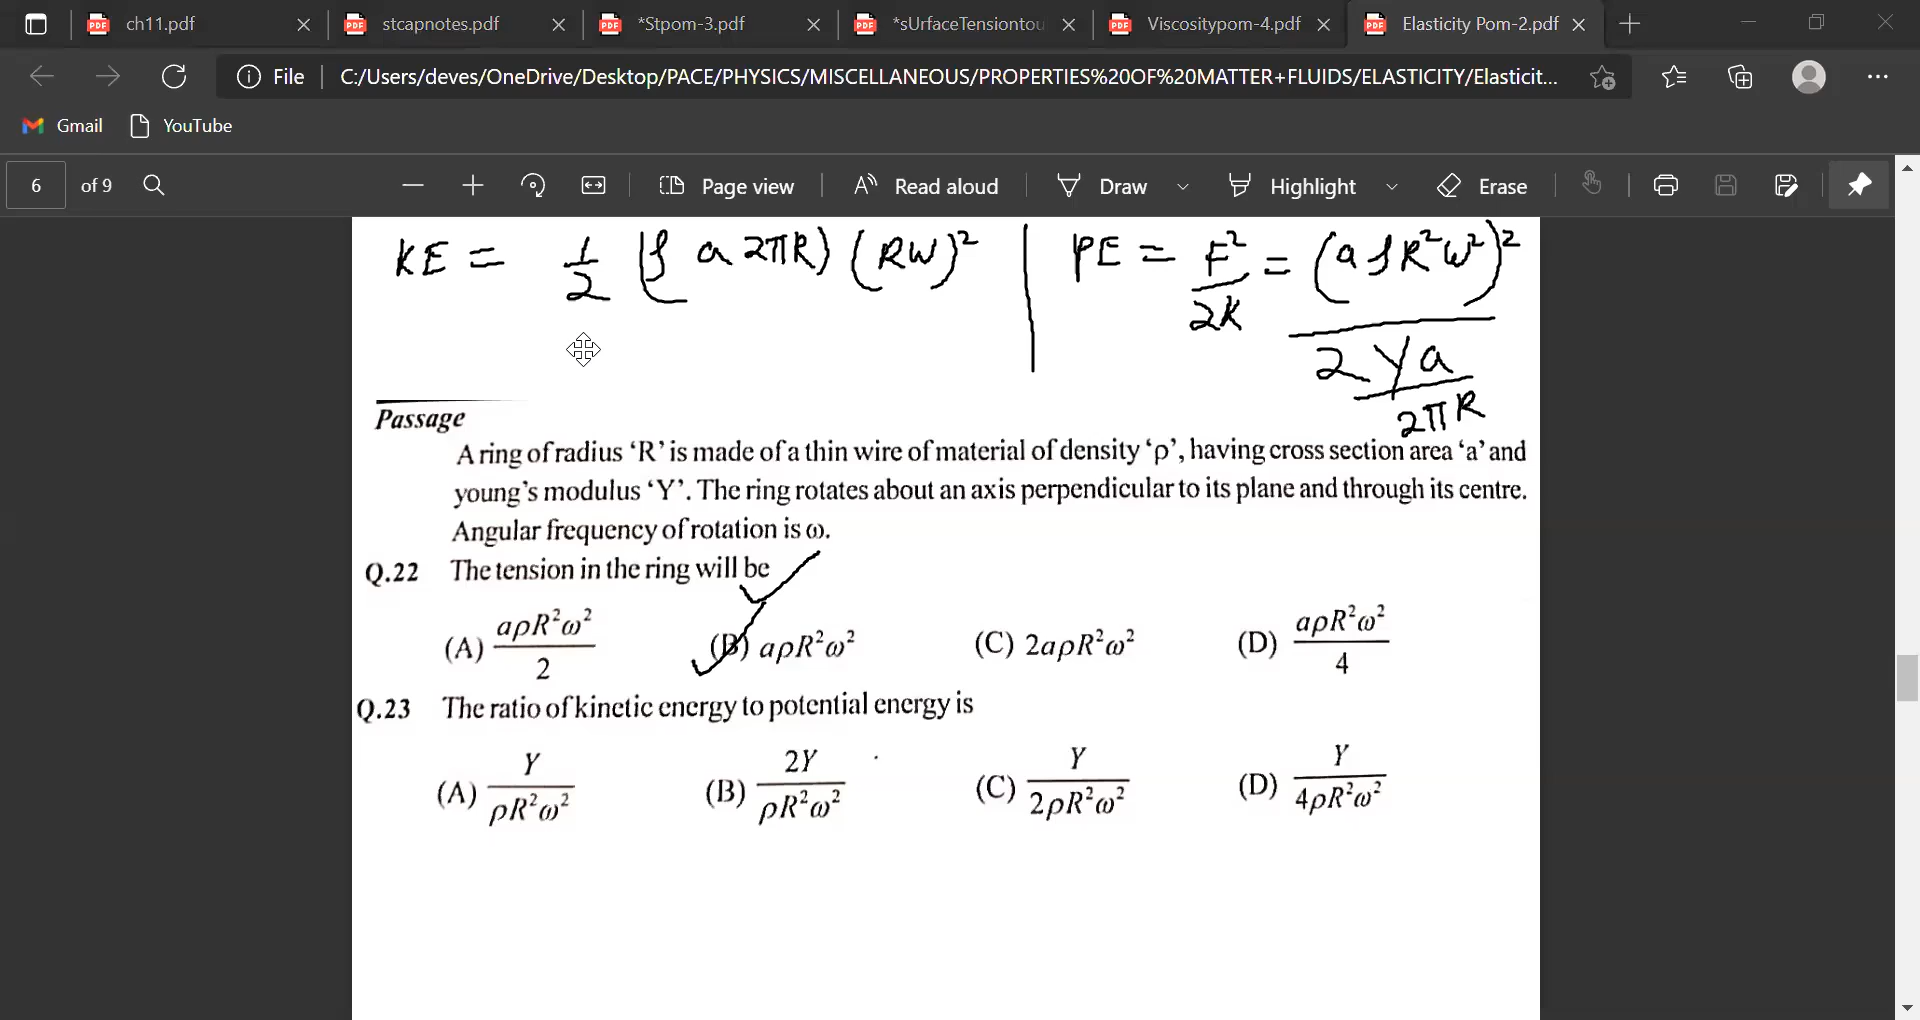 ch11.pdf
stcapnotes.pdf
*Stpom-3.pdf
*sUrfaceTensiontou
Viscositypom-4.pdf
Elasticity Pom-2.pdf
File
C:/Users/deves/OneDrive/Desktop/PACE/PHYSICS/MISCELLANEOUS/PROPERTIES%20OF%20MATTER+FLUIDS/ELASTICITY/Elasticit...
Gmail
YouTube
6 of 9
Page view
Read aloud
Draw
Highlight
Erase
KE = 1/2 (ρ a 2πR) (RW)²
PE = F²/2K = (aρR²W²)² / (2 Ya/2πR)
Passage
A ring of radius ‘R’ is made of a thin wire of material of density ‘ρ’, having cross section area ‘a’ and
young’s modulus ‘Y’. The ring rotates about an axis perpendicular to its plane and through its centre.
Angular frequency of rotation is ω.
Q.22 The tension in the ring will be
(A) aρR²ω²/2 (B) aρR²ω² (C) 2aρR²ω² (D) aρR²ω²/4
Q.23 The ratio of kinetic energy to potential energy is
(A) Y/ρR²ω² (B) 2Y/ρR²ω² (C) Y/2ρR²ω² (D) Y/4ρR²ω²